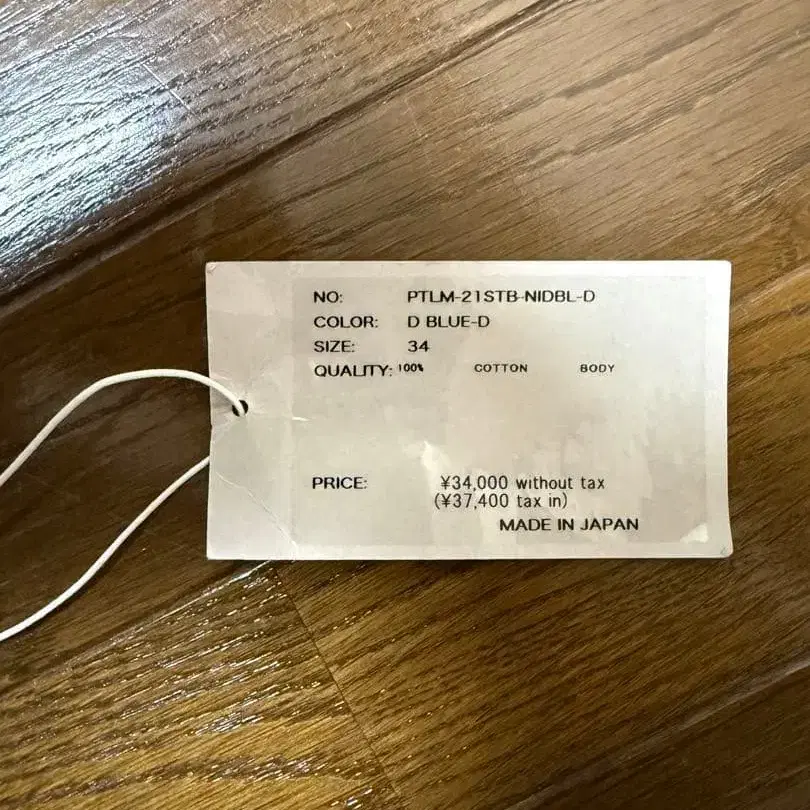 NO: PTLM-21STB-NIDBL-D
COLOR: D BLUE-D
SIZE: 34
QUALITY: 100% COTTON BODY
PRICE: ¥34,000 without tax
(¥37,400 tax in)
MADE IN JAPAN